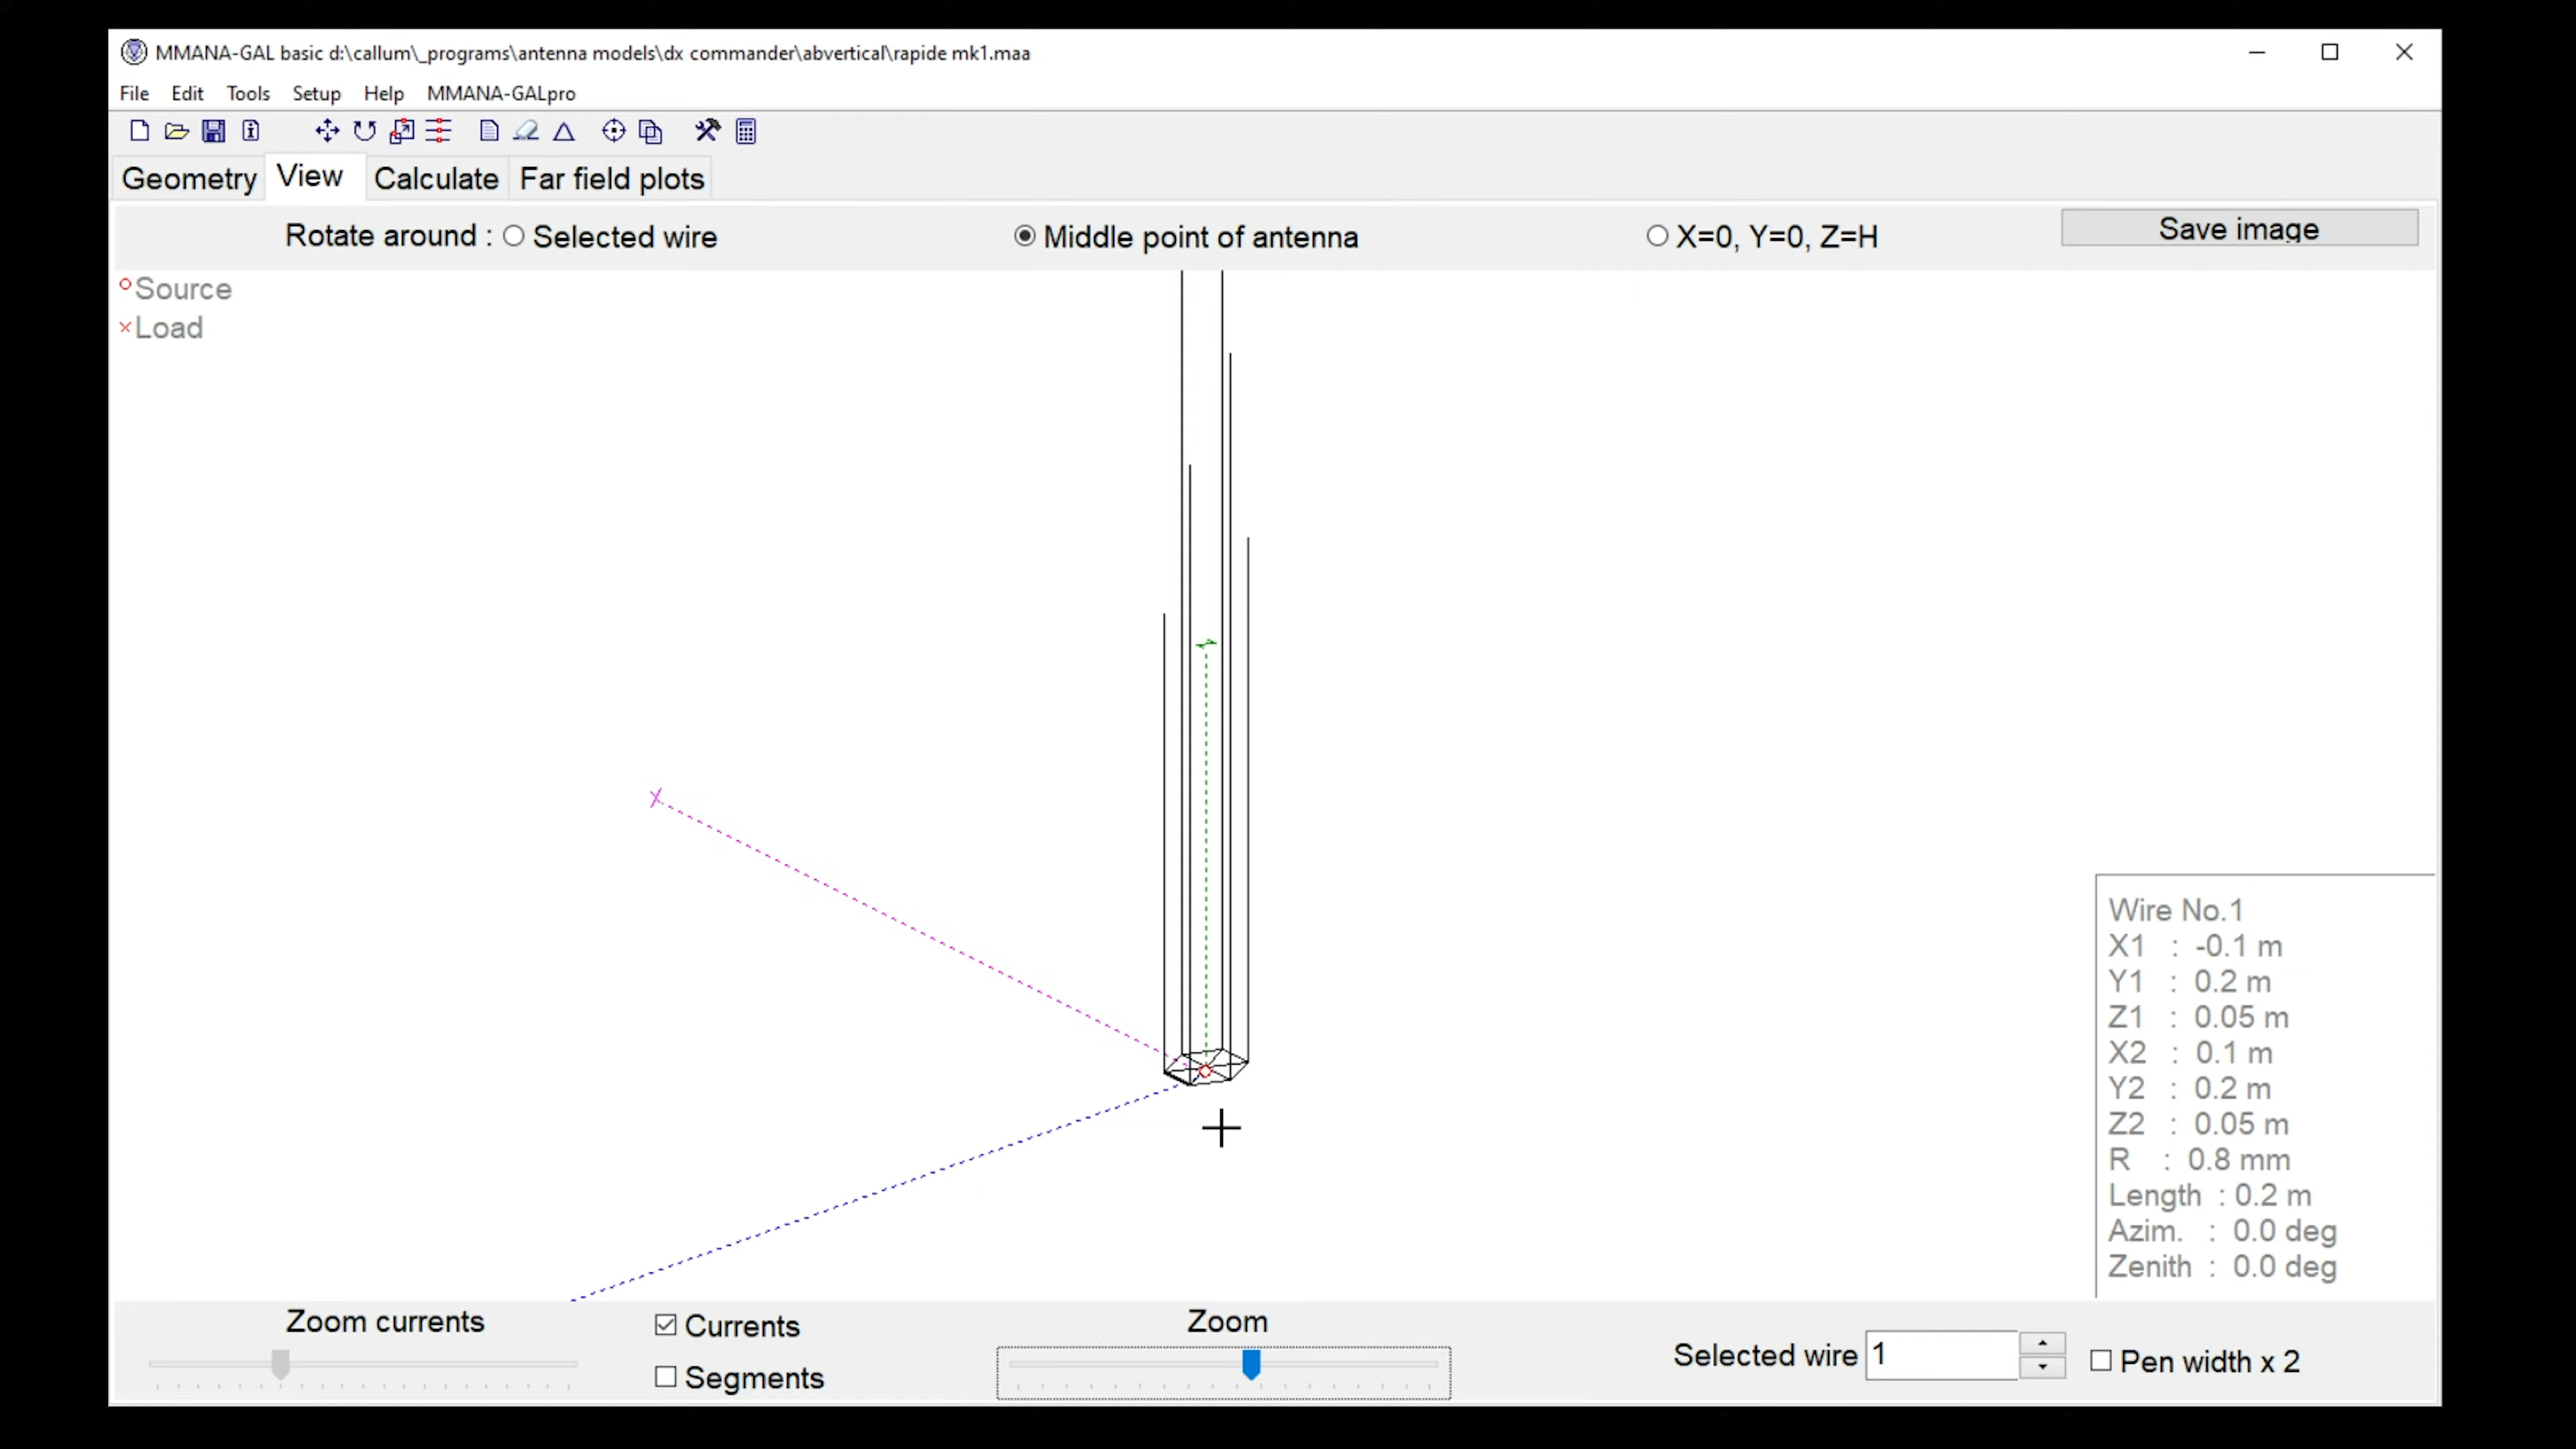 MMANA-GAL basic d:\callum\_programs\antenna models\dx commander\abvertical\rapide mk1.maa
File Edit Tools Setup Help MMANA-GALpro
Geometry View Calculate Far field plots
Rotate around : Selected wire Middle point of antenna X=0, Y=0, Z=H Save image
Source
Load
X
Wire No.1
X1 : -0.1 m
Y1 : 0.2 m
Z1 : 0.05 m
X2 : 0.1 m
Y2 : 0.2 m
Z2 : 0.05 m
R : 0.8 mm
Length : 0.2 m
Azim. : 0.0 deg
Zenith : 0.0 deg
Zoom currents Currents Zoom
Segments Selected wire 1 Pen width x 2